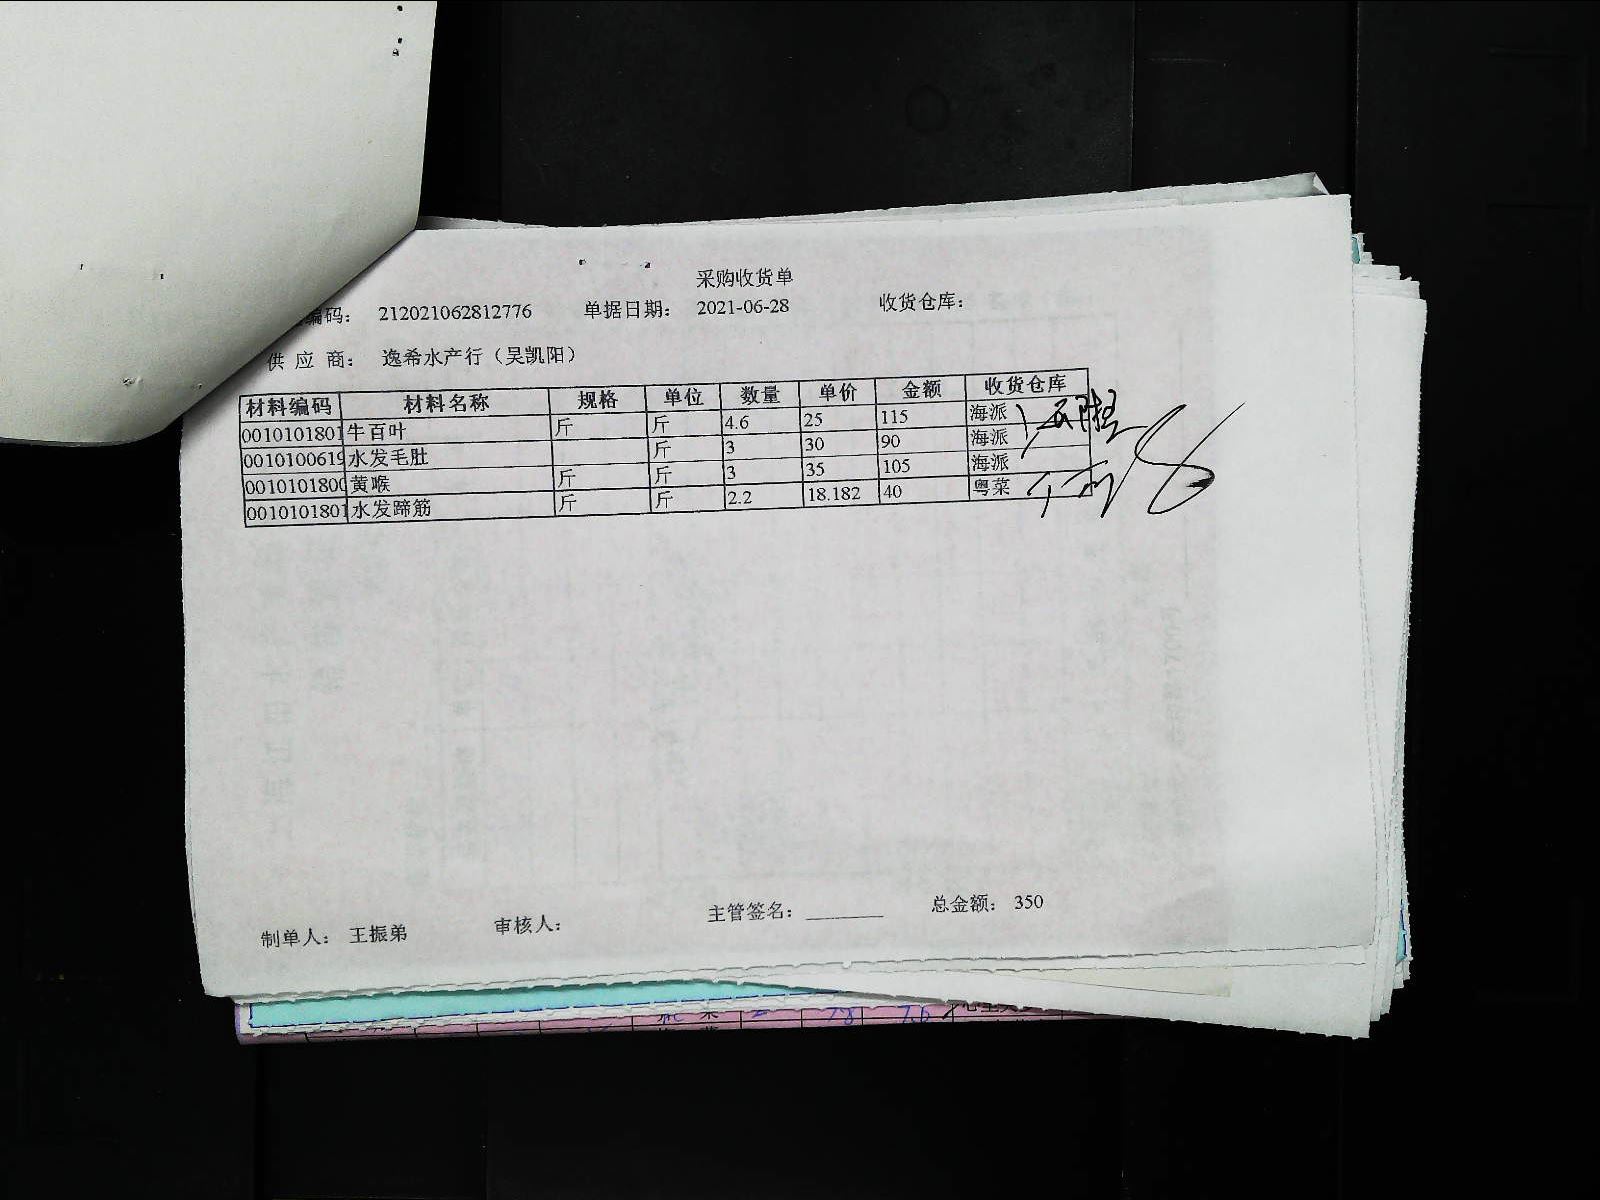 采购收货单
编码： 212021062812776 单据日期： 2021-06-28 收货仓库：
供 应 商： 逸希水产行（吴凯阳）
材料编码 材料名称 规格 单位 数量 单价 金额 收货仓库
0010101801 牛百叶 斤 斤 4.6 25 115 海派
0010100619 水发毛肚 斤 3 30 90 海派
0010101800 黄喉 斤 斤 3 35 105 海派
0010101801 水发蹄筋 斤 斤 2.2 18.182 40 粤菜
制单人： 王振弟 审核人： 主管签名：________ 总金额： 350